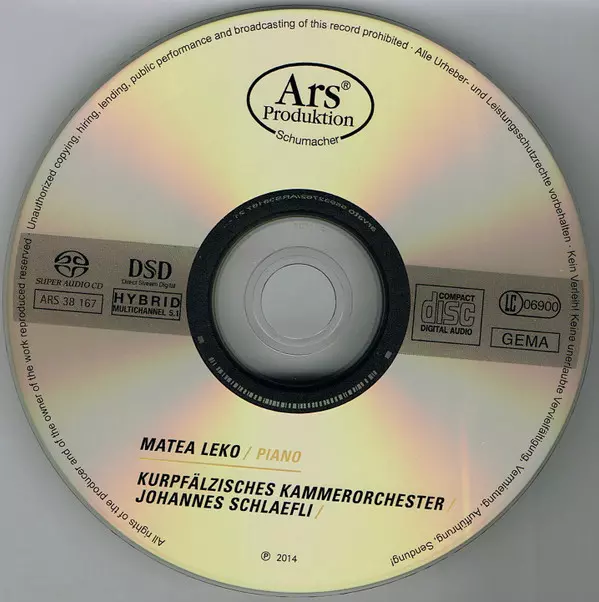 All rights of the producer and of the owner of the work reproduced reserved · Unauthorized copying, hiring, lending, public performance and broadcasting of this record prohibited · Alle Urheber- und Leistungsschutzrechte vorbehalten · Kein Verleih! Keine unerlaubte Vervielfältigung, Vermietung, Aufführung, Sendung!
Ars®
Produktion
Schumacher
SUPER AUDIO CD
ARS 38 167
DSD
Direct Stream Digital
HYBRID
MULTICHANNEL 5.1
COMPACT
disc
DIGITAL AUDIO
LC 06900
GEMA
MATEA LEKO / PIANO
KURPFÄLZISCHES KAMMERORCHESTER /
JOHANNES SCHLAEFLI /
℗ 2014